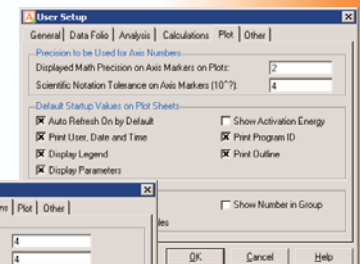 User Setup
General Data Folio Analysis Calculations Plot Other
Precision to be Used for Axis Numbers
Displayed Math Precision on Axis Markers on Plots: 2
Scientific Notation Tolerance on Axis Markers (10^?): 4
Default Startup Values on Plot Sheets
Auto Refresh On by Default Show Activation Energy
Print User, Date and Time Print Program ID
Display Legend Print Outline
Display Parameters
Show Number in Group
Plot Other
4
4
OK Cancel Help